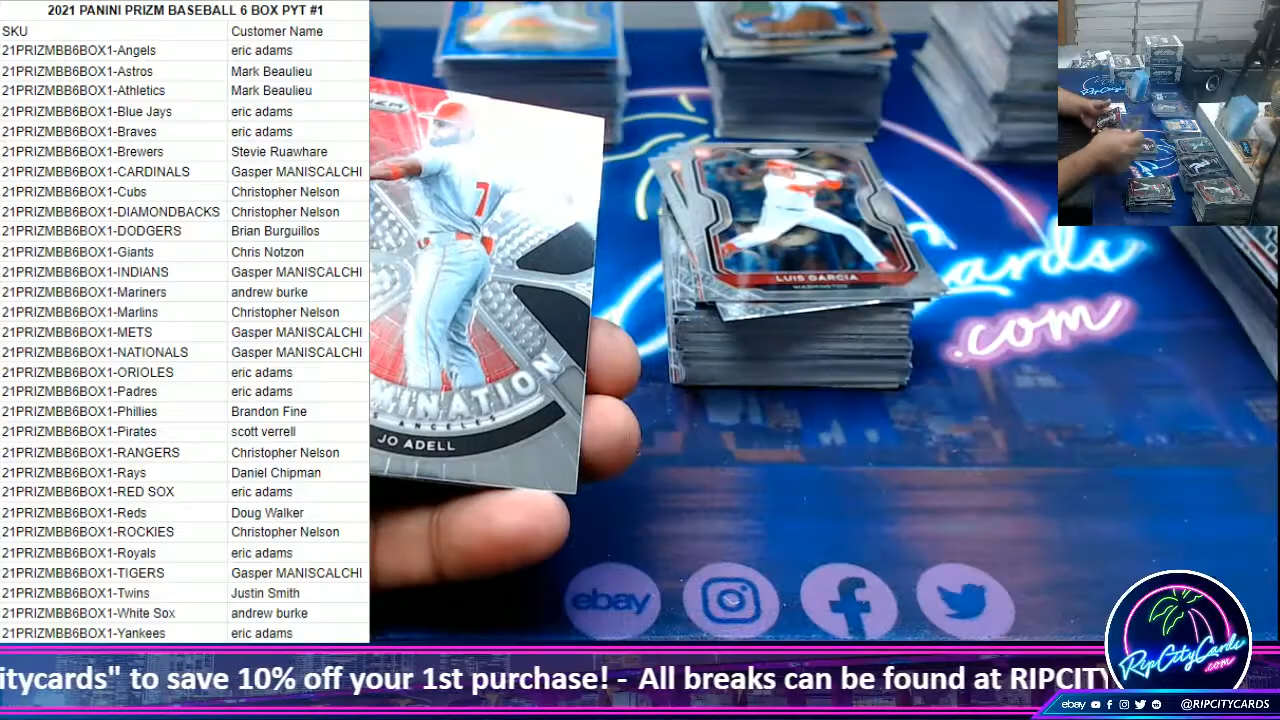 2021 PANINI PRIZM BASEBALL 6 BOX PYT #1
SKU Customer Name
21PRIZMBB6BOX1-Angels eric adams
21PRIZMBB6BOX1-Astros Mark Beaulieu
21PRIZMBB6BOX1-Athletics Mark Beaulieu
21PRIZMBB6BOX1-Blue Jays eric adams
21PRIZMBB6BOX1-Braves eric adams
21PRIZMBB6BOX1-Brewers Stevie Ruawhare
21PRIZMBB6BOX1-CARDINALS Gasper MANISCALCHI
21PRIZMBB6BOX1-Cubs Christopher Nelson
21PRIZMBB6BOX1-DIAMONDBACKS Christopher Nelson
21PRIZMBB6BOX1-DODGERS Brian Burguillos
21PRIZMBB6BOX1-Giants Chris Notzon
21PRIZMBB6BOX1-INDIANS Gasper MANISCALCHI
21PRIZMBB6BOX1-Mariners andrew burke
21PRIZMBB6BOX1-Marlins Christopher Nelson
21PRIZMBB6BOX1-METS Gasper MANISCALCHI
21PRIZMBB6BOX1-NATIONALS Gasper MANISCALCHI
21PRIZMBB6BOX1-ORIOLES eric adams
21PRIZMBB6BOX1-Padres eric adams
21PRIZMBB6BOX1-Phillies Brandon Fine
21PRIZMBB6BOX1-Pirates scott verrell
21PRIZMBB6BOX1-RANGERS Christopher Nelson
21PRIZMBB6BOX1-Rays Daniel Chipman
21PRIZMBB6BOX1-RED SOX eric adams
21PRIZMBB6BOX1-Reds Doug Walker
21PRIZMBB6BOX1-ROCKIES Christopher Nelson
21PRIZMBB6BOX1-Royals eric adams
21PRIZMBB6BOX1-TIGERS Gasper MANISCALCHI
21PRIZMBB6BOX1-Twins Justin Smith
21PRIZMBB6BOX1-White Sox andrew burke
21PRIZMBB6BOX1-Yankees eric adams
7
MINATION
ANGELES
JO ADELL
LUIS GARCIA
WASHINGTON
ards
.com
ebay
RipCityCards
.com
itycards" to save 10% off your 1st purchase! - All breaks can be found at RIPCITY
ebay @RIPCITYCARDS